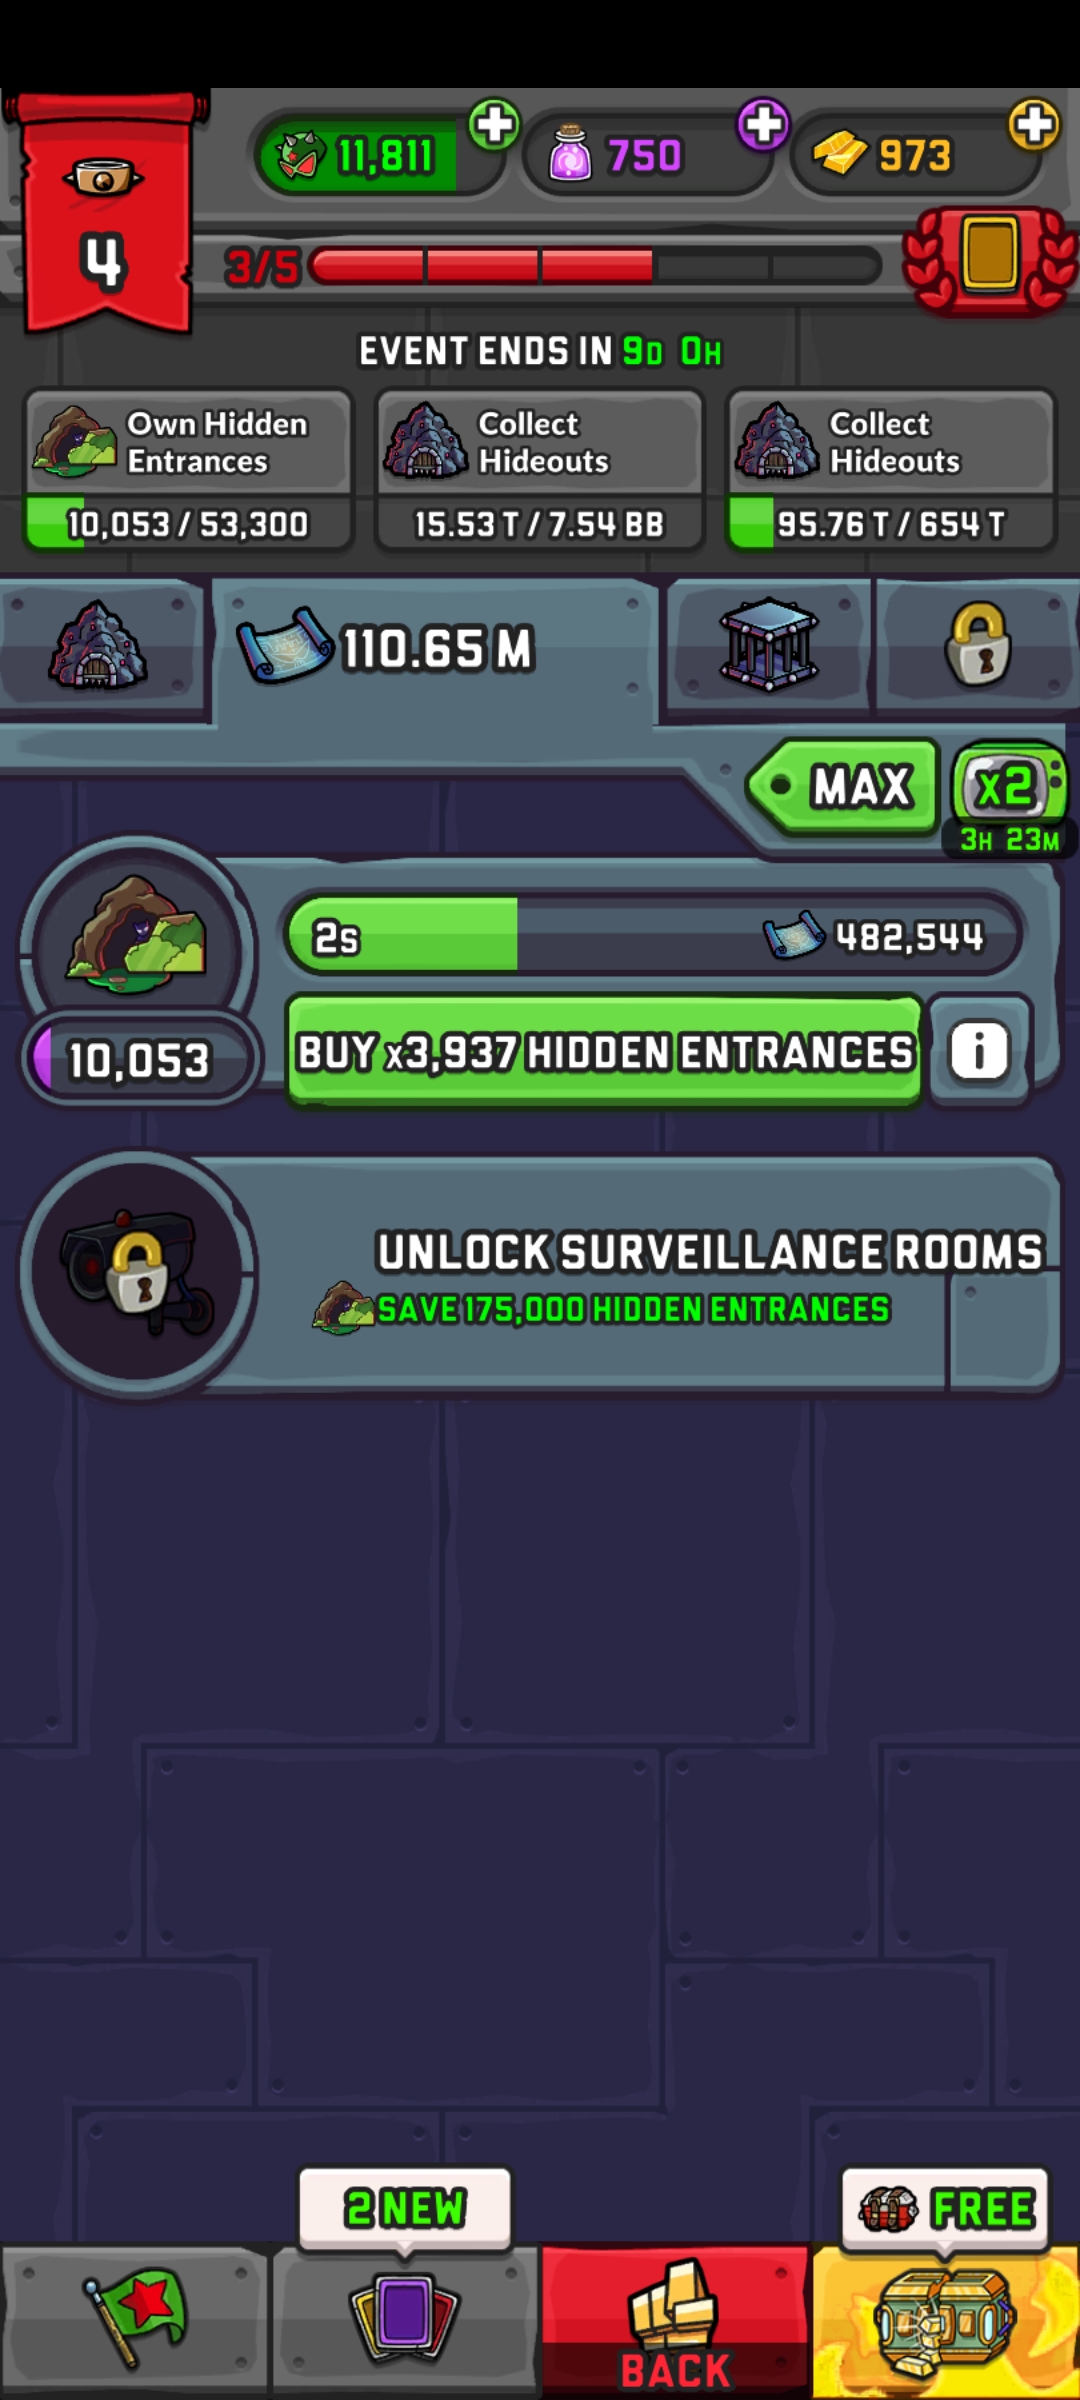 11,811
750
973
4
3/5
EVENT ENDS IN 9D 0H
Own Hidden
Entrances
10,053 / 53,300
Collect
Hideouts
15.53 T / 7.54 BB
Collect
Hideouts
95.76 T / 654 T
110.65 M
MAX
x2
3H 23M
2s
482,544
10,053
BUY x3,937 HIDDEN ENTRANCES
i
UNLOCK SURVEILLANCE ROOMS
SAVE 175,000 HIDDEN ENTRANCES
2 NEW
FREE
BACK